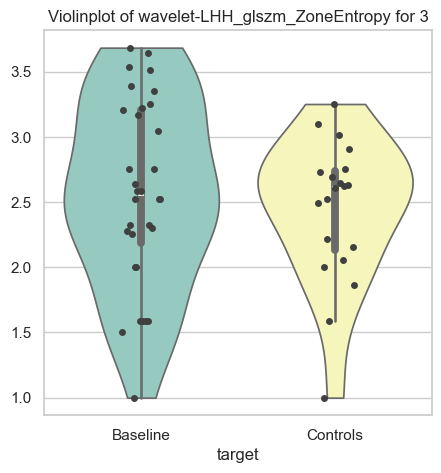 Violinplot of wavelet-LHH_glszm_ZoneEntropy for 3
3.5
3.0
2.5
2.0
1.5
1.0
Baseline Controls
target